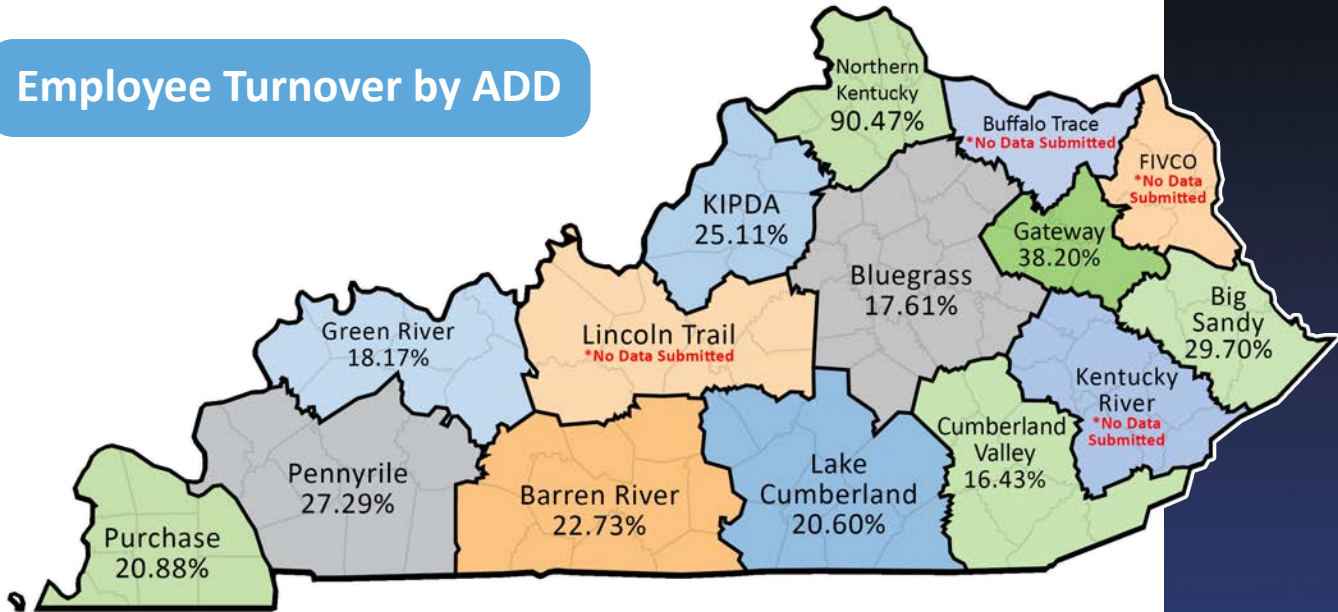 Employee Turnover by ADD
Northern
Kentucky
90.47%
Buffalo Trace
*No Data Submitted
FIVCO
*No Data
Submitted
KIPDA
25.11%
Gateway
38.20%
Bluegrass
17.61%
Big
Sandy
29.70%
Green River
18.17%
Lincoln Trail
*No Data Submitted
Kentucky
River
*No Data
Submitted
Cumberland
Valley
16.43%
Pennyrile
27.29%
Barren River
22.73%
Lake
Cumberland
20.60%
Purchase
20.88%